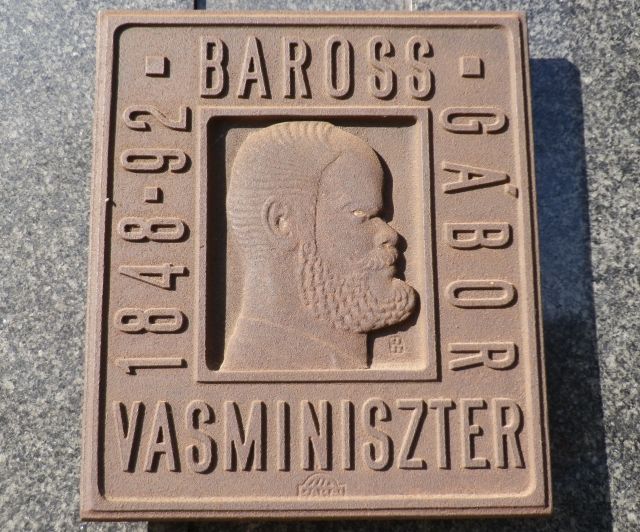 BAROSS
GÁBOR
1848-92
VASMINISZTER